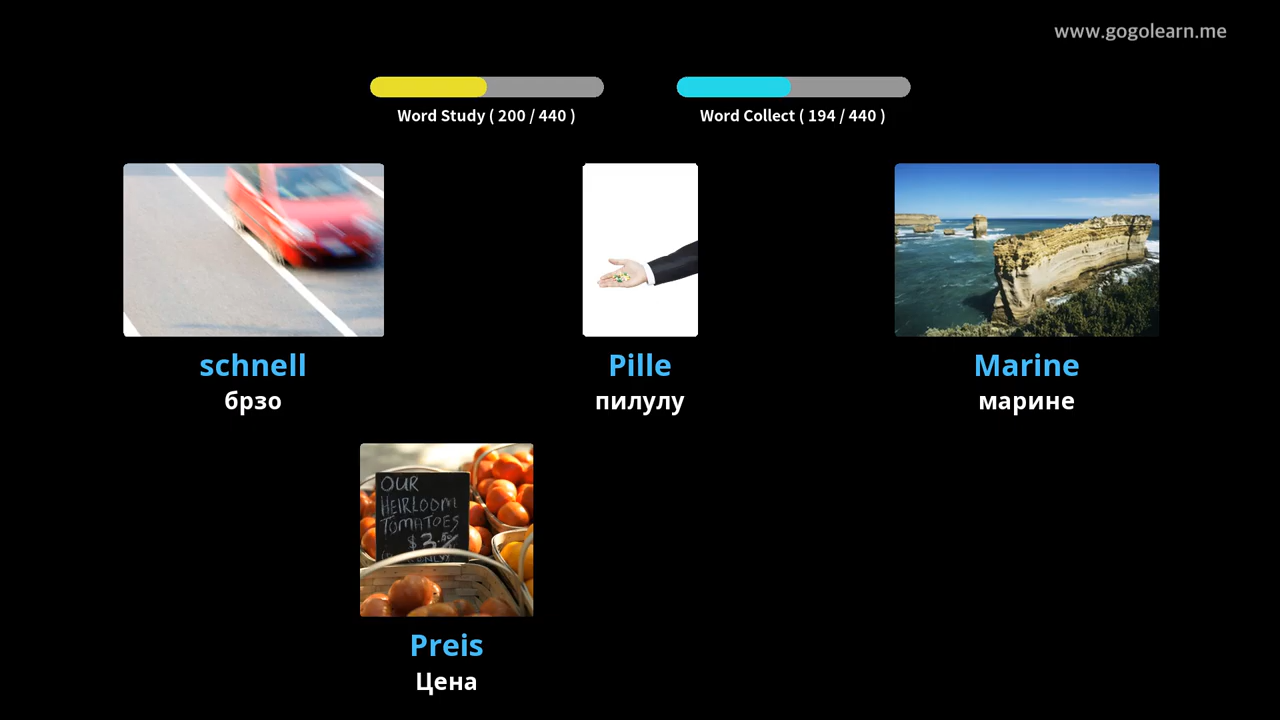 www.gogolearn.me
Word Study ( 200 / 440 )
Word Collect ( 194 / 440 )
schnell
брзо
Pille
пилулу
Marine
марине
OUR
HEIRLOOM
TOMATOES
Preis
Цена